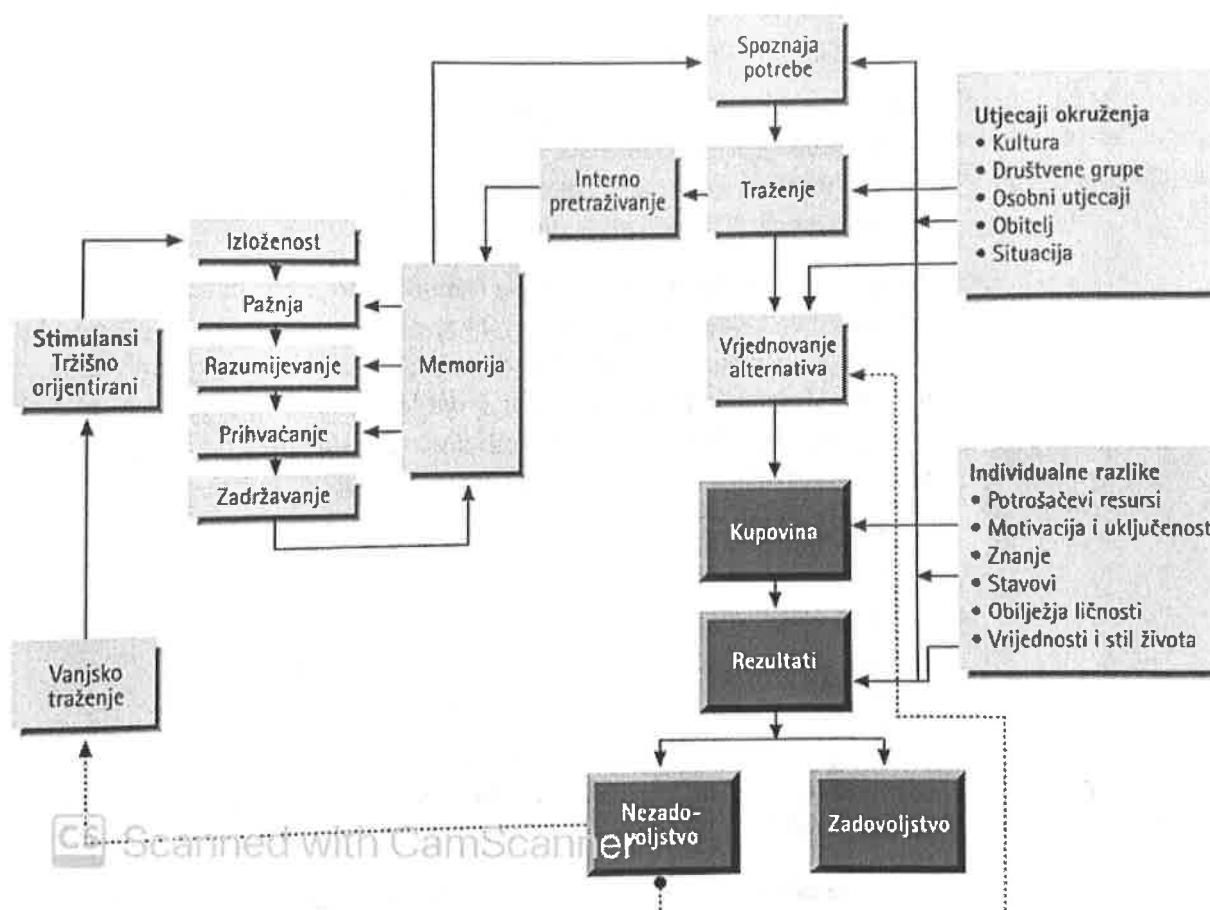 Spoznaja
potrebe
Utjecaji okruženja
• Kultura
• Društvene grupe
• Osobni utjecaji
• Obitelj
• Situacija
Interno
pretraživanje
Traženje
Izloženost
Pažnja
Razumijevanje
Prihvaćanje
Zadržavanje
Memorija
Stimulansi
Tržišno
orijentirani
Vrjednovanje
alternativa
Individualne razlike
• Potrošačevi resursi
• Motivacija i uključenost
• Znanje
• Stavovi
• Obilježja ličnosti
• Vrijednosti i stil života
Kupovina
Rezultati
Vanjsko
traženje
Nezado-
voljstvo
Zadovoljstvo
CS Scanned with CamScanner